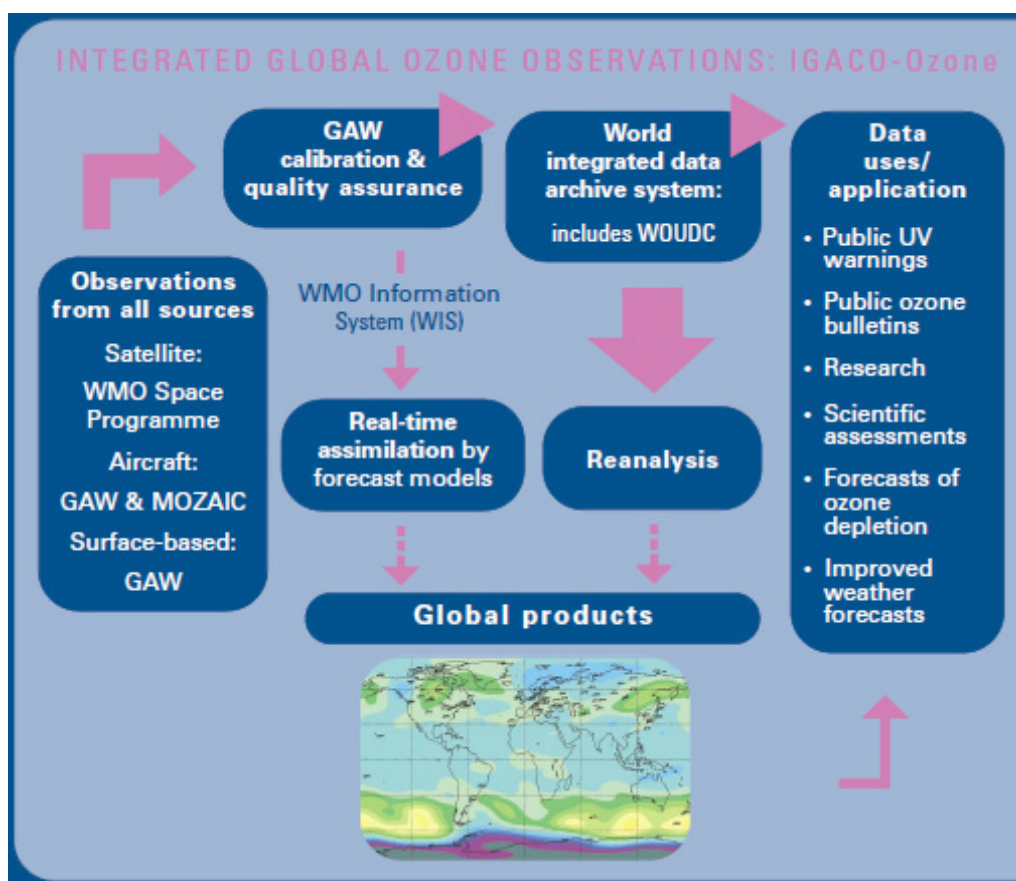 INTEGRATED GLOBAL OZONE OBSERVATIONS: IGACO-Ozone
GAW
calibration &
quality assurance
World
integrated data
archive system:
includes WOUDC
Data
uses/
application
• Public UV
warnings
• Public ozone
bulletins
• Research
• Scientific
assessments
• Forecasts of
ozone
depletion
• Improved
weather
forecasts
Observations
from all sources
Satellite:
WMO Space
Programme
Aircraft:
GAW & MOZAIC
Surface-based:
GAW
WMO Information
System (WIS)
Real-time
assimilation by
forecast models
Reanalysis
Global products